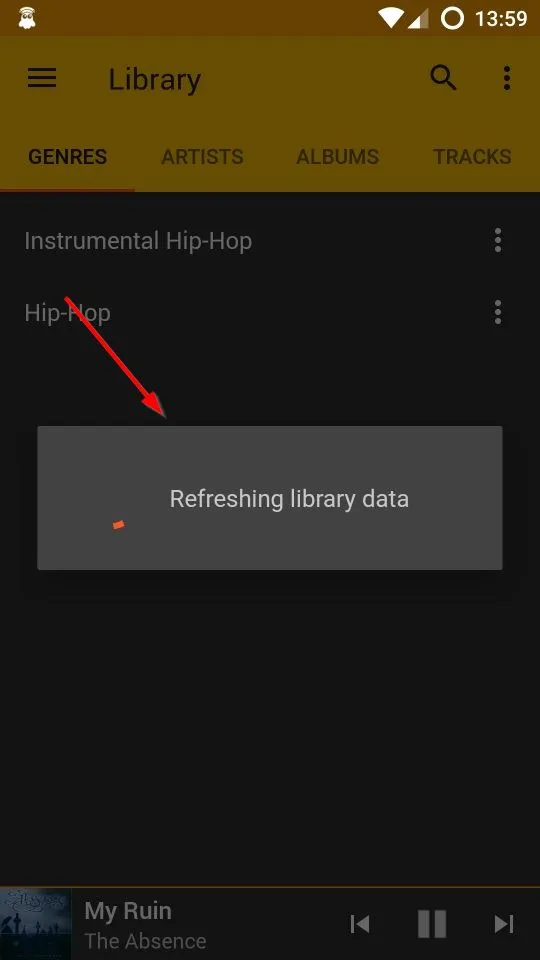 13:59
Library
GENRES ARTISTS ALBUMS TRACKS
Instrumental Hip-Hop
Hip-Hop
Refreshing library data
My Ruin
The Absence